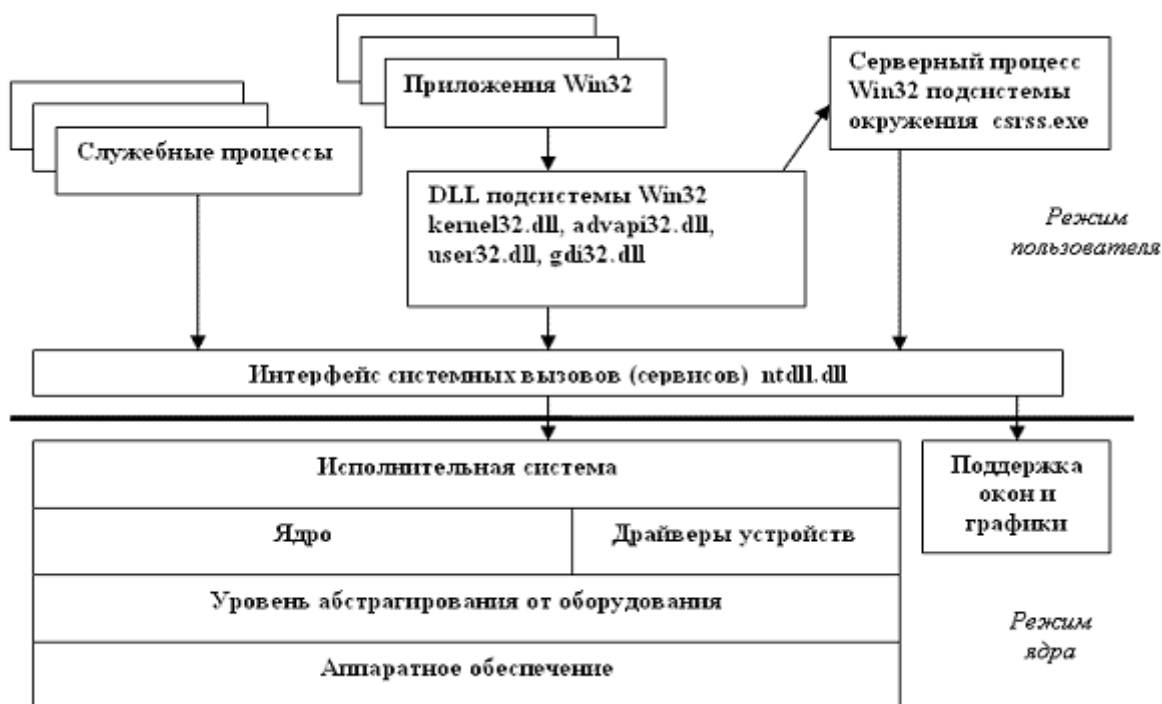 Приложения Win32
Серверный процесс
Win32 подсистемы
окружения csrss.exe
Служебные процессы
DLL подсистемы Win32
kernel32.dll, advapi32.dll,
user32.dll, gdi32.dll
Режим
пользователя
Интерфейс системных вызовов (сервисов) ntdll.dll
Исполнительная система
Поддержка
окон и
графики
Ядро
Драйверы устройств
Уровень абстрагирования от оборудования
Режим
ядра
Аппаратное обеспечение